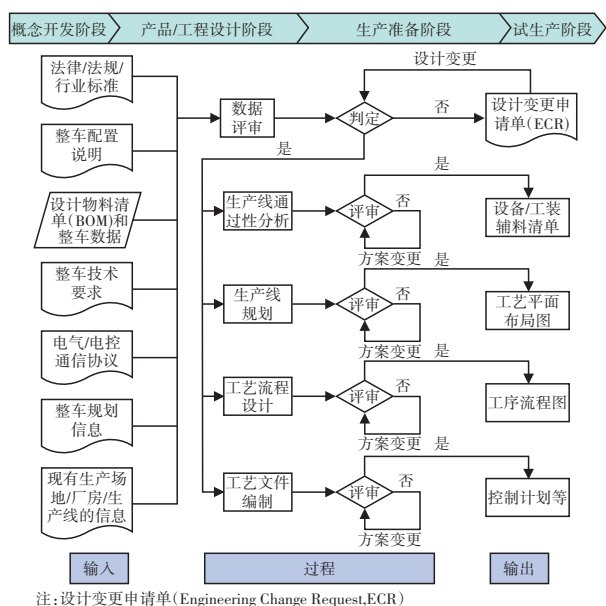 概念开发阶段
产品/工程设计阶段
生产准备阶段
试生产阶段
法律/法规/
行业标准
整车配置
说明
设计物料清
单(BOM)和
整车数据
整车技术
要求
电气/电控
通信协议
整车规划
信息
现有生产场
地/厂房/生
产线的信息
数据
评审
判定
设计变更
否
设计变更申
请单(ECR)
是
生产线通
过性分析
评审
否
是
方案变更
设备/工装
辅料清单
生产线
规划
评审
否
是
方案变更
工艺平面
布局图
工艺流程
设计
评审
否
是
方案变更
工序流程图
工艺文件
编制
评审
否
是
方案变更
控制计划等
输入
过程
输出
注:设计变更申请单(Engineering Change Request,ECR)